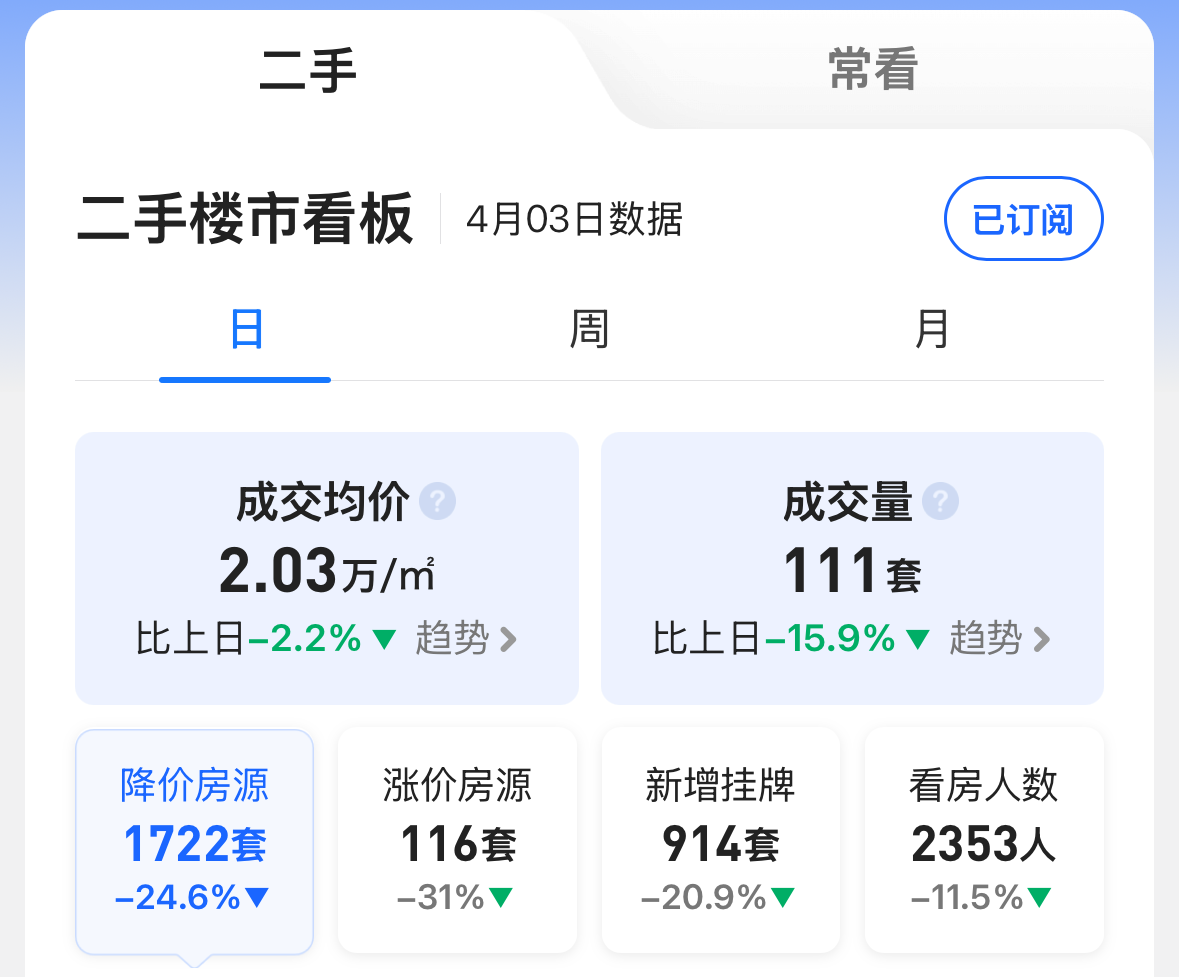 二手
常看
二手楼市看板
4月03日数据
已订阅
日
周
月
成交均价 ?
2.03万/㎡
比上日-2.2%▼ 趋势 >
成交量 ?
111套
比上日-15.9%▼ 趋势 >
降价房源
1722套
-24.6%▼
涨价房源
116套
-31%▼
新增挂牌
914套
-20.9%▼
看房人数
2353人
-11.5%▼